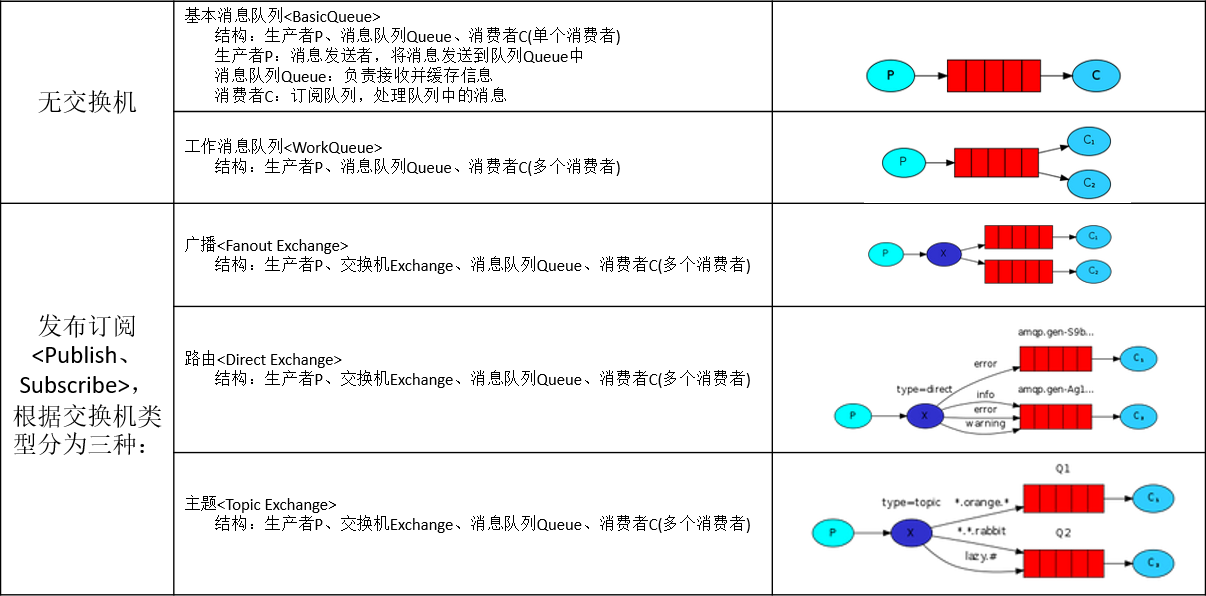 无交换机
基本消息队列<BasicQueue>
结构：生产者P、消息队列Queue、消费者C(单个消费者)
生产者P：消息发送者，将消息发送到队列Queue中
消息队列Queue：负责接收并缓存信息
消费者C：订阅队列，处理队列中的消息
P
C
工作消息队列<WorkQueue>
结构：生产者P、消息队列Queue、消费者C(多个消费者)
P
C₁
C₂
发布订阅
<Publish、
Subscribe>，
根据交换机类
型分为三种：
广播<Fanout Exchange>
结构：生产者P、交换机Exchange、消息队列Queue、消费者C(多个消费者)
P
X
C₁
C₂
路由<Direct Exchange>
结构：生产者P、交换机Exchange、消息队列Queue、消费者C(多个消费者)
amqp.gen-S9b...
error
C₁
type=direct
amqp.gen-Ag1...
info
error
warning
P
X
C₂
主题<Topic Exchange>
结构：生产者P、交换机Exchange、消息队列Queue、消费者C(多个消费者)
Q1
type=topic
*.orange.*
C₁
P
X
*.*.rabbit
Q2
lazy.#
C₂